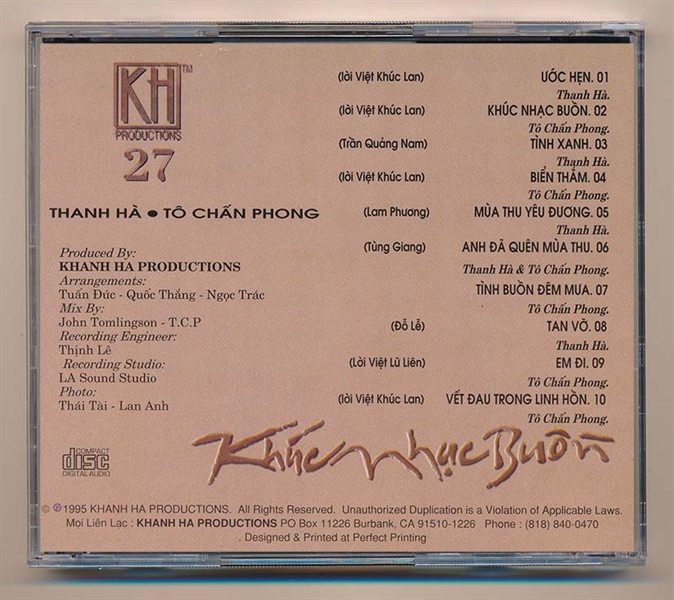 KH™
PRODUCTIONS
27
THANH HÀ • TÔ CHẤN PHONG
Produced By:
KHANH HA PRODUCTIONS
Arrangements:
Tuấn Đức - Quốc Thắng - Ngọc Trác
Mix By:
John Tomlingson - T.C.P
Recording Engineer:
Thịnh Lê
Recording Studio:
LA Sound Studio
Photo:
Thái Tài - Lan Anh
(lời Việt Khúc Lan) ƯỚC HẸN. 01
Thanh Hà.
(lời Việt Khúc Lan) KHÚC NHẠC BUỒN. 02
Tô Chấn Phong.
(Trần Quảng Nam) TÌNH XANH. 03
Thanh Hà.
(lời Việt Khúc Lan) BIỂN THẮM. 04
Tô Chấn Phong.
(Lam Phương) MÙA THU YÊU ĐƯƠNG. 05
Thanh Hà.
(Tùng Giang) ANH ĐÃ QUÊN MÙA THU. 06
Thanh Hà & Tô Chấn Phong.
TÌNH BUỒN ĐÊM MƯA. 07
Tô Chấn Phong.
(Đỗ Lễ) TAN VỠ. 08
Thanh Hà.
(Lời Việt Lữ Liên) EM ĐI. 09
Tô Chấn Phong.
(lời Việt Khúc Lan) VẾT ĐAU TRONG LINH HỒN. 10
Tô Chấn Phong.
COMPACT
disc
DIGITAL AUDIO
Khúc Nhạc Buồn
© ℗ 1995 KHANH HA PRODUCTIONS. All Rights Reserved. Unauthorized Duplication is a Violation of Applicable Laws.
Mọi Liên Lạc : KHANH HA PRODUCTIONS PO Box 11226 Burbank, CA 91510-1226 Phone : (818) 840-0470
. Designed & Printed at Perfect Printing